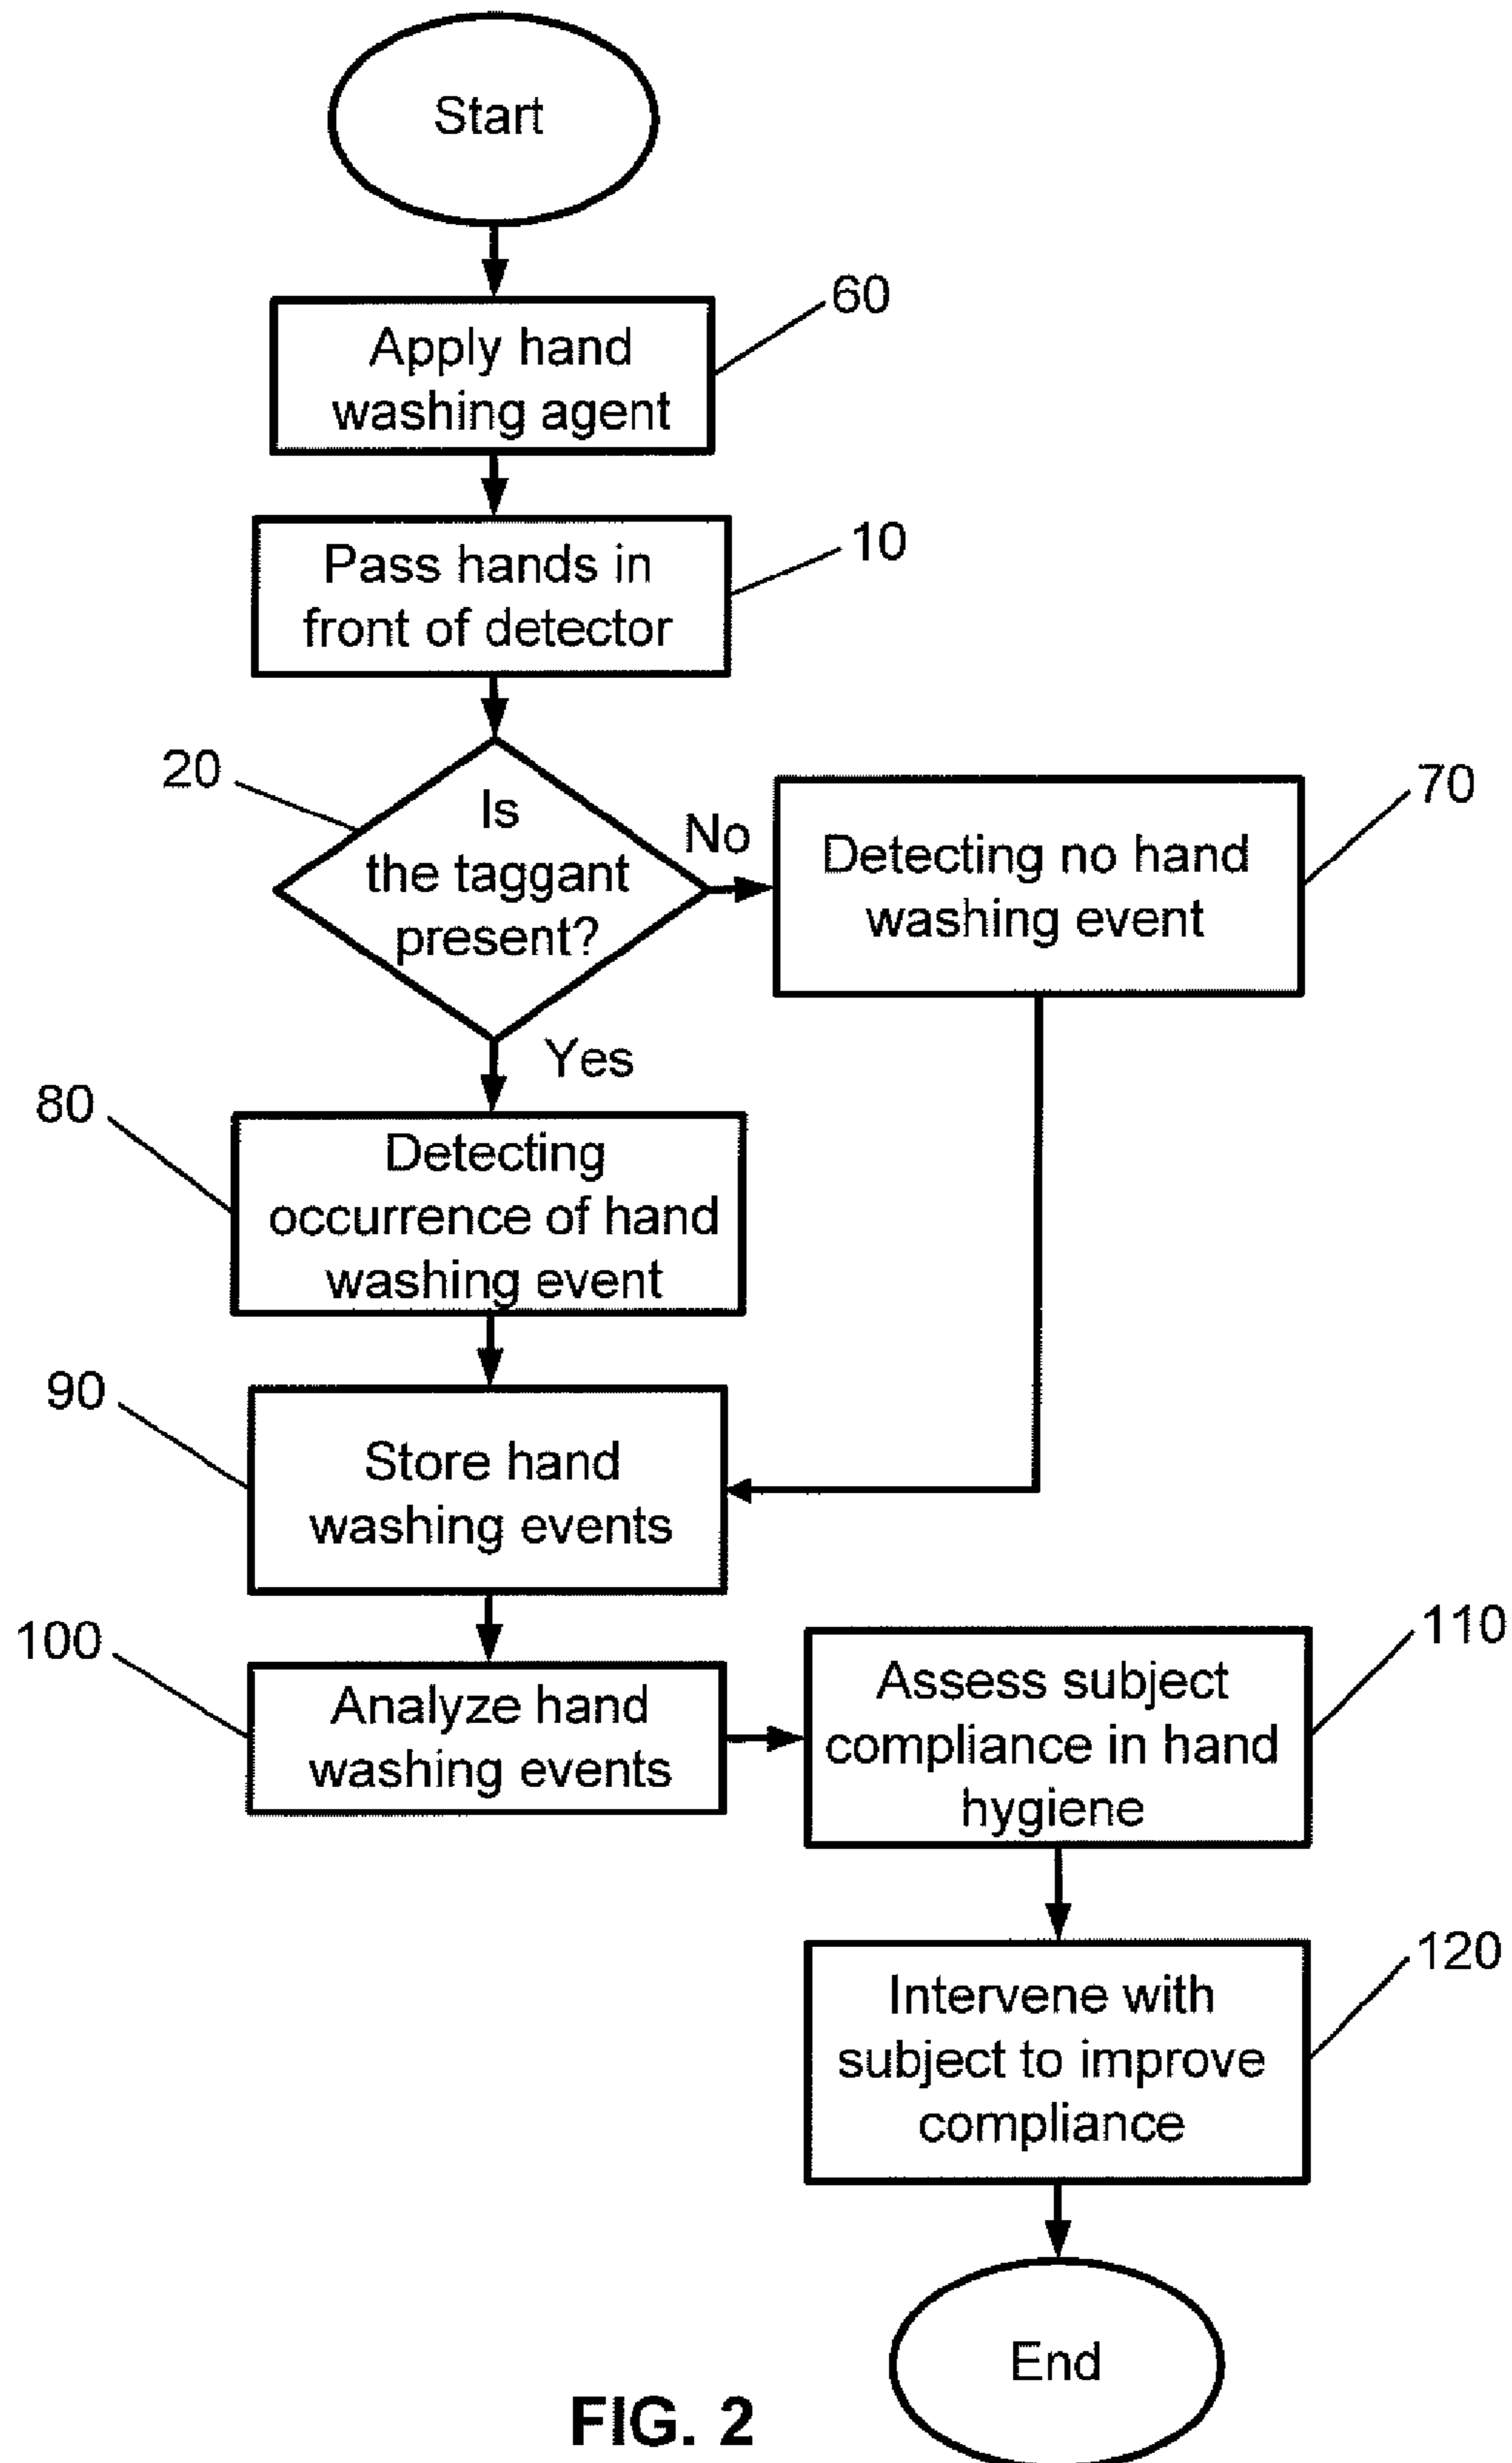 Start
60
Apply hand
washing agent
10
Pass hands in
front of detector
20
Is
the taggant
present?
No
70
Detecting no hand
washing event
Yes
80
Detecting
occurrence of hand
washing event
90
Store hand
washing events
100
Analyze hand
washing events
110
Assess subject
compliance in hand
hygiene
120
Intervene with
subject to improve
compliance
End
FIG. 2